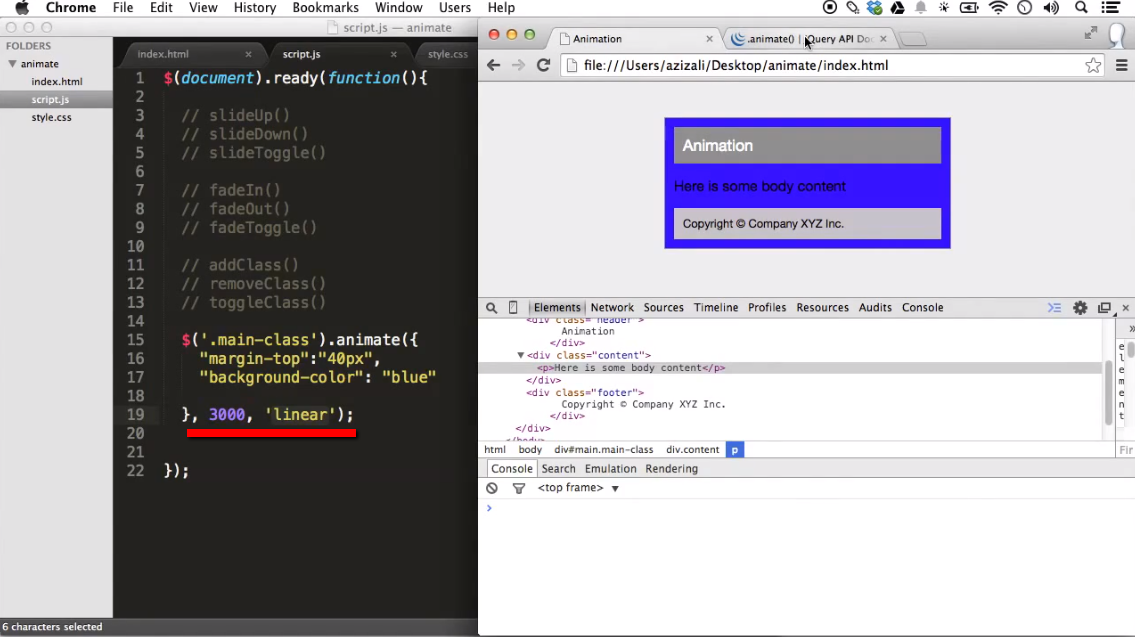 Chrome File Edit View History Bookmarks Window Users Help
script.js — animate
FOLDERS
animate
index.html
script.js
style.css
index.html × script.js × style.css
1 $(document).ready(function(){
2
3 // slideUp()
4 // slideDown()
5 // slideToggle()
6
7 // fadeIn()
8 // fadeOut()
9 // fadeToggle()
10
11 // addClass()
12 // removeClass()
13 // toggleClass()
14
15 $('.main-class').animate({
16 "margin-top":"40px",
17 "background-color": "blue"
18
19 }, 3000, 'linear');
20
21
22 });
6 characters selected
Animation × .animate() | jQuery API Doc ×
file:///Users/azizali/Desktop/animate/index.html
Animation
Here is some body content
Copyright © Company XYZ Inc.
Elements Network Sources Timeline Profiles Resources Audits Console
<div class="header">
Animation
</div>
<div class="content">
<p>Here is some body content</p>
</div>
<div class="footer">
Copyright © Company XYZ Inc.
</div>
</div>
</body>
html body div#main.main-class div.content p
Console Search Emulation Rendering
<top frame>